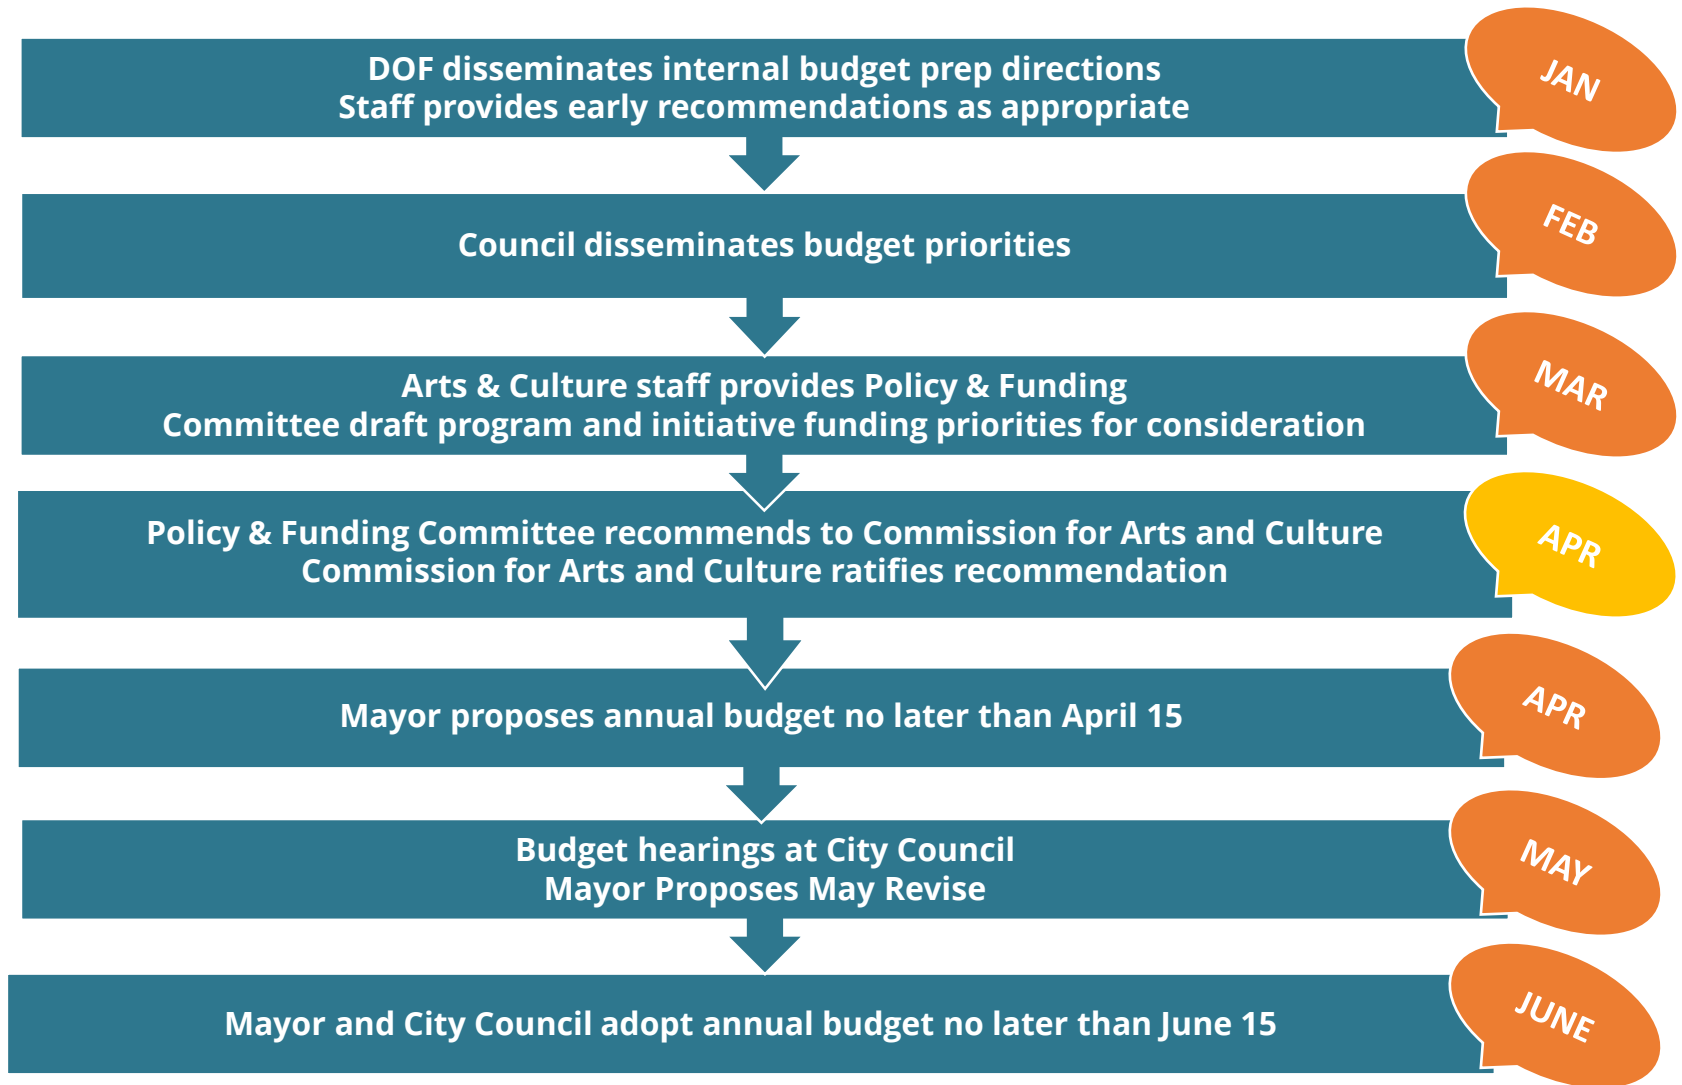 DOF disseminates internal budget prep directions
Staff provides early recommendations as appropriate
JAN
Council disseminates budget priorities
FEB
Arts & Culture staff provides Policy & Funding
Committee draft program and initiative funding priorities for consideration
MAR
Policy & Funding Committee recommends to Commission for Arts and Culture
Commission for Arts and Culture ratifies recommendation
APR
Mayor proposes annual budget no later than April 15
APR
Budget hearings at City Council
Mayor Proposes May Revise
MAY
Mayor and City Council adopt annual budget no later than June 15
JUNE